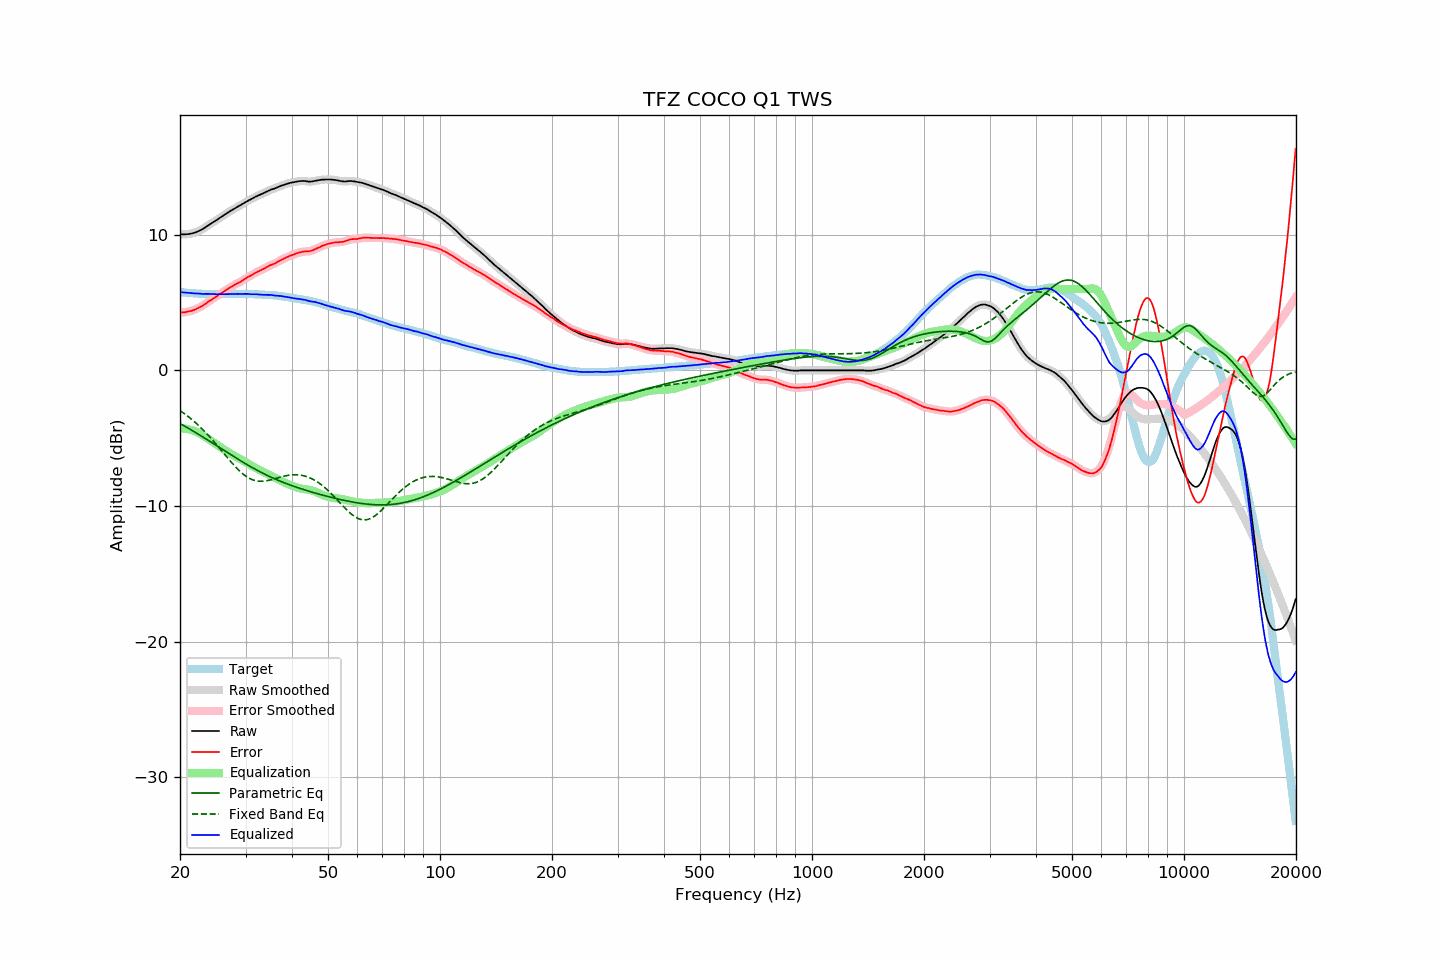 TFZ COCO Q1 TWS
Amplitude (dBr)
10
0
−10
−20
−30
Target
Raw Smoothed
Error Smoothed
Raw
Error
Equalization
Parametric Eq
Fixed Band Eq
Equalized
20 50 100 200 500 1000 2000 5000 10000 20000
Frequency (Hz)